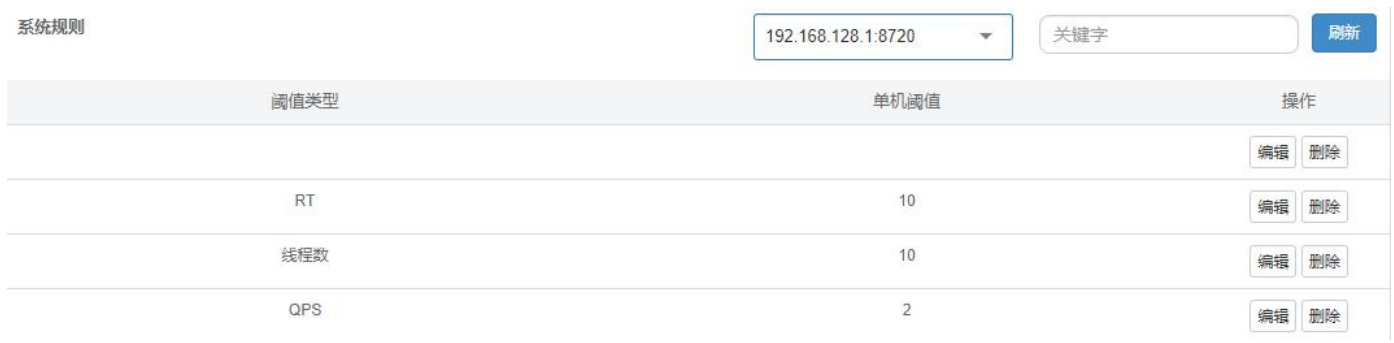 系统规则 192.168.128.1:8720 关键字 刷新
阈值类型 单机阈值 操作
编辑 删除
RT 10 编辑 删除
线程数 10 编辑 删除
QPS 2 编辑 删除